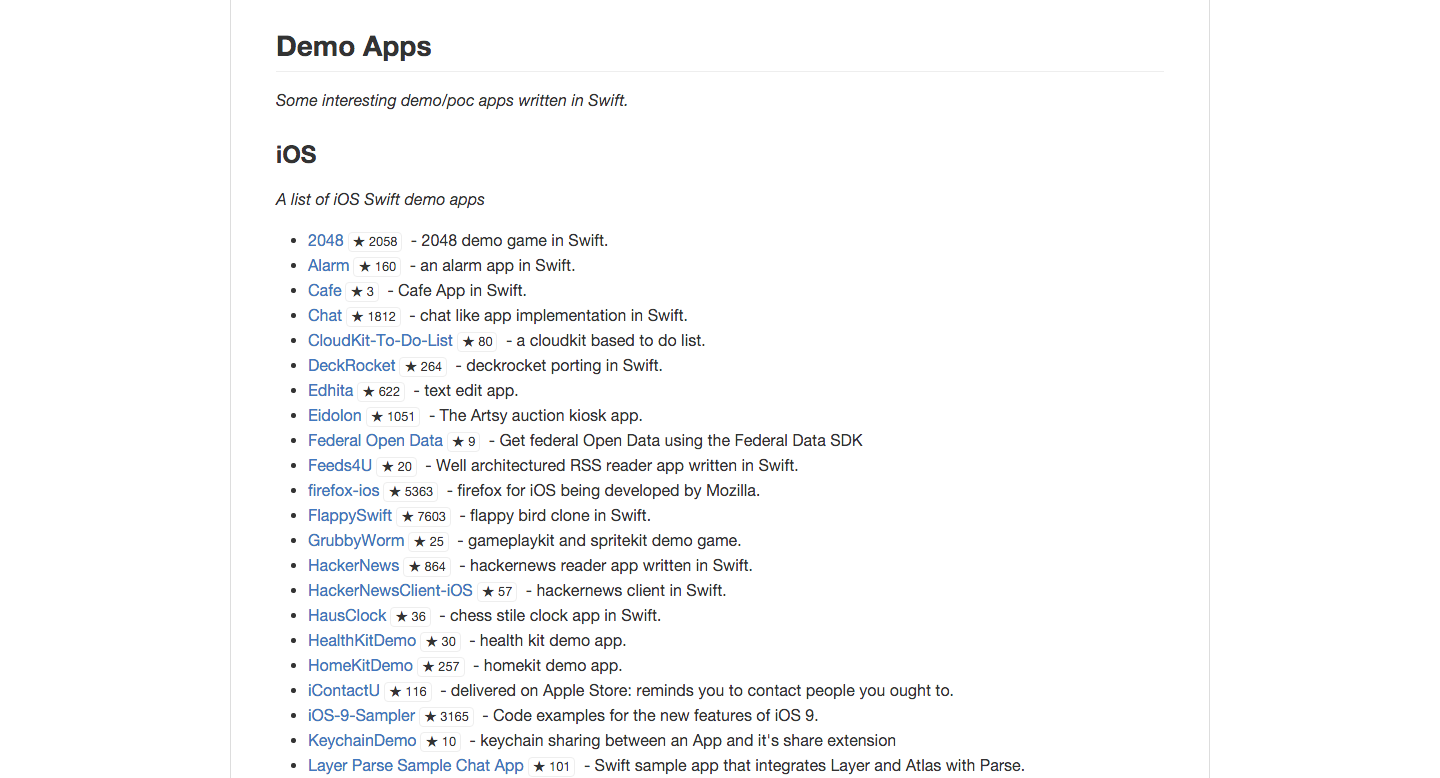 Demo Apps
Some interesting demo/poc apps written in Swift.
iOS
A list of iOS Swift demo apps
• 2048 ★ 2058 - 2048 demo game in Swift.
• Alarm ★ 160 - an alarm app in Swift.
• Cafe ★ 3 - Cafe App in Swift.
• Chat ★ 1812 - chat like app implementation in Swift.
• CloudKit-To-Do-List ★ 80 - a cloudkit based to do list.
• DeckRocket ★ 264 - deckrocket porting in Swift.
• Edhita ★ 622 - text edit app.
• Eidolon ★ 1051 - The Artsy auction kiosk app.
• Federal Open Data ★ 9 - Get federal Open Data using the Federal Data SDK
• Feeds4U ★ 20 - Well architectured RSS reader app written in Swift.
• firefox-ios ★ 5363 - firefox for iOS being developed by Mozilla.
• FlappySwift ★ 7603 - flappy bird clone in Swift.
• GrubbyWorm ★ 25 - gameplaykit and spritekit demo game.
• HackerNews ★ 864 - hackernews reader app written in Swift.
• HackerNewsClient-iOS ★ 57 - hackernews client in Swift.
• HausClock ★ 36 - chess stile clock app in Swift.
• HealthKitDemo ★ 30 - health kit demo app.
• HomeKitDemo ★ 257 - homekit demo app.
• iContactU ★ 116 - delivered on Apple Store: reminds you to contact people you ought to.
• iOS-9-Sampler ★ 3165 - Code examples for the new features of iOS 9.
• KeychainDemo ★ 10 - keychain sharing between an App and it's share extension
• Layer Parse Sample Chat App ★ 101 - Swift sample app that integrates Layer and Atlas with Parse.